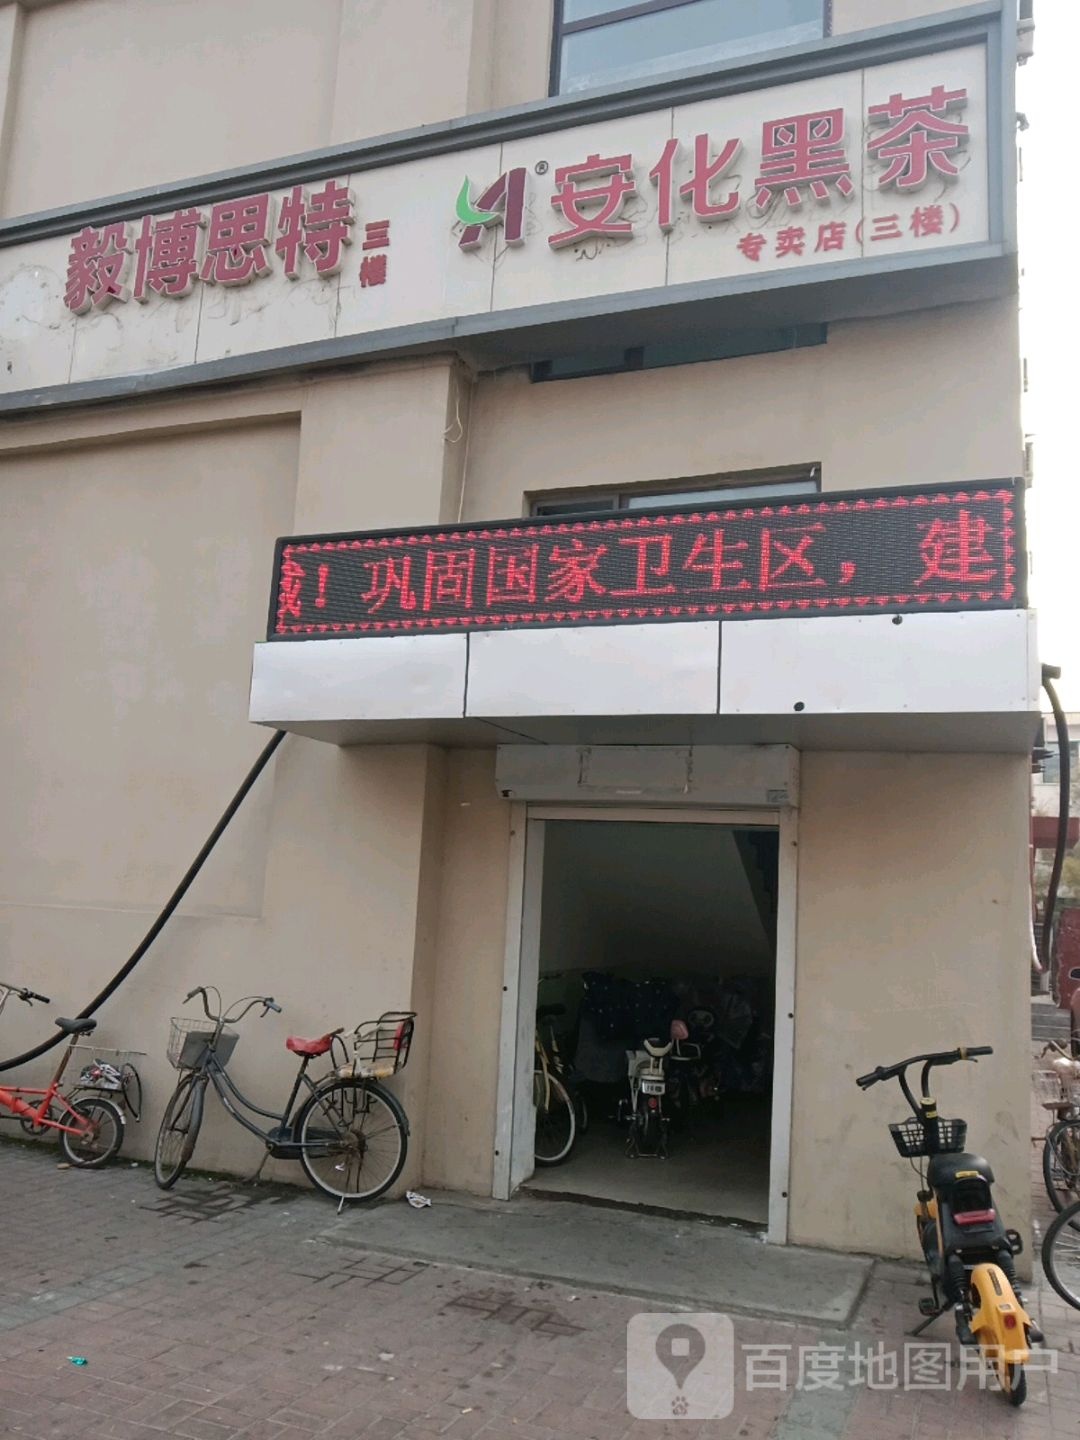 毅博思特三楼
®安化黑茶
专卖店(三楼)
城！巩固国家卫生区，建
百度地图用户